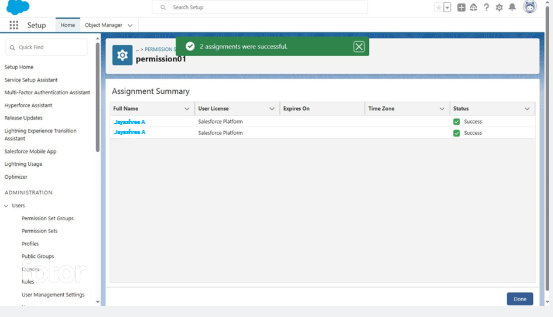 Search Setup
Setup
Home
Object Manager
Quick Find
Setup Home
Service Setup Assistant
Multi-Factor Authentication Assistant
Hyperforce Assistant
Release Updates
Lightning Experience Transition
Assistant
Salesforce Mobile App
Lightning Usage
Optimizer
ADMINISTRATION
Users
Permission Set Groups
Permission Sets
Profiles
Public Groups
Rules
User Management Settings
2 assignments were successful.
... > PERMISSION S
permission01
Assignment Summary
Full Name User License Expires On Time Zone Status
Jayashree A Salesforce Platform Success
Jayashree A Salesforce Platform Success
Done